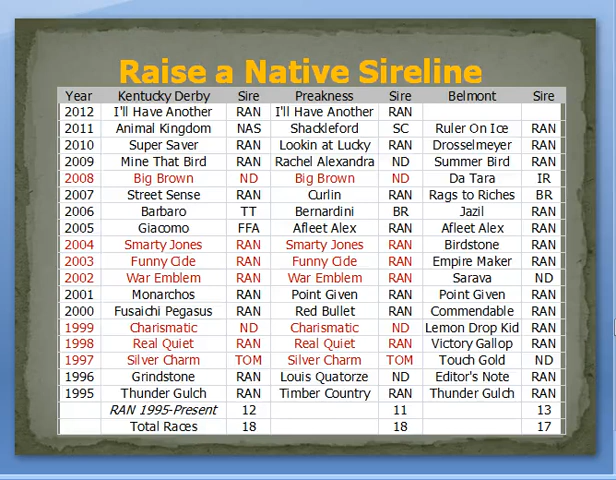 Raise a Native Sireline
Year Kentucky Derby Sire Preakness Sire Belmont Sire
2012 I'll Have Another RAN I'll Have Another RAN
2011 Animal Kingdom NAS Shackleford SC Ruler On Ice RAN
2010 Super Saver RAN Lookin at Lucky RAN Drosselmeyer RAN
2009 Mine That Bird RAN Rachel Alexandra ND Summer Bird RAN
2008 Big Brown ND Big Brown ND Da Tara IR
2007 Street Sense RAN Curlin RAN Rags to Riches BR
2006 Barbaro TT Bernardini BR Jazil RAN
2005 Giacomo FFA Afleet Alex RAN Afleet Alex RAN
2004 Smarty Jones RAN Smarty Jones RAN Birdstone RAN
2003 Funny Cide RAN Funny Cide RAN Empire Maker RAN
2002 War Emblem RAN War Emblem RAN Sarava ND
2001 Monarchos RAN Point Given RAN Point Given RAN
2000 Fusaichi Pegasus RAN Red Bullet RAN Commendable RAN
1999 Charismatic ND Charismatic ND Lemon Drop Kid RAN
1998 Real Quiet RAN Real Quiet RAN Victory Gallop RAN
1997 Silver Charm TOM Silver Charm TOM Touch Gold ND
1996 Grindstone RAN Louis Quatorze ND Editor's Note RAN
1995 Thunder Gulch RAN Timber Country RAN Thunder Gulch RAN
RAN 1995-Present 12 11 13
Total Races 18 18 17